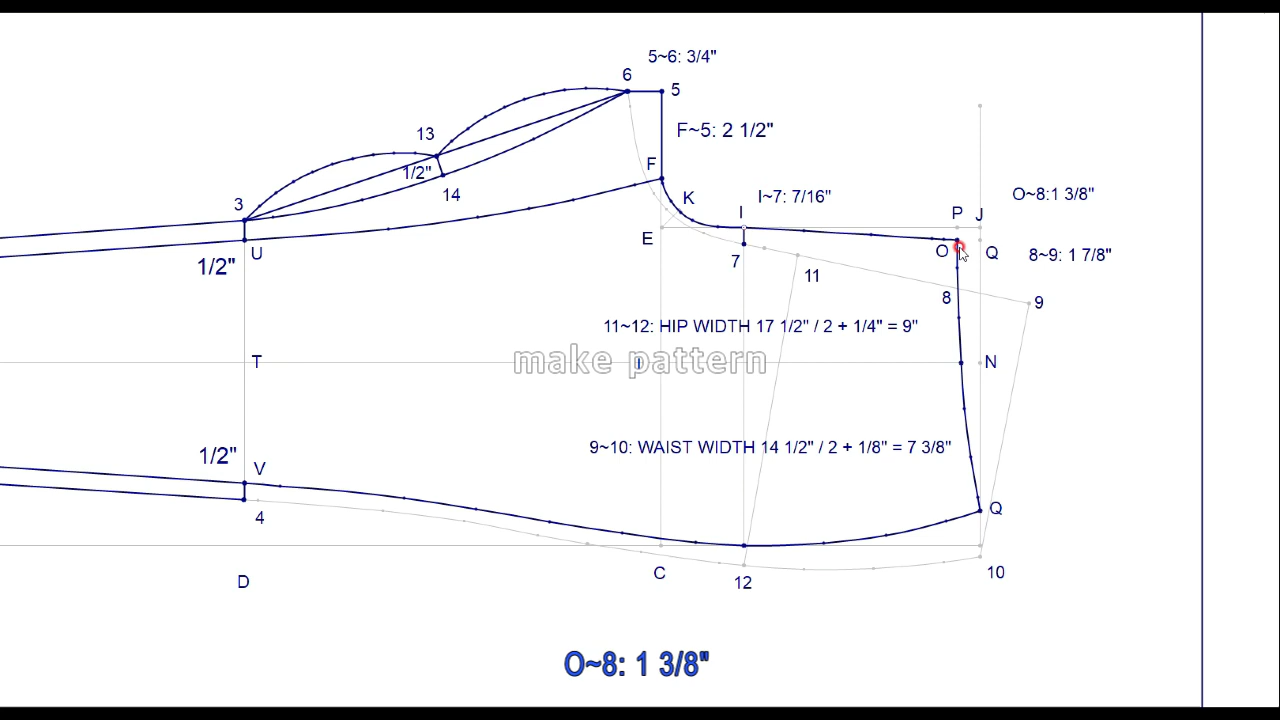 5~6: 3/4"
6
5
F~5: 2 1/2"
13
F
1/2"
14
K
I~7: 7/16"
O~8:1 3/8"
3
I
P
J
E
U
7
O
Q
8~9: 1 7/8"
1/2"
11
8
9
11~12: HIP WIDTH 17 1/2" / 2 + 1/4" = 9"
make pattern
T
N
9~10: WAIST WIDTH 14 1/2" / 2 + 1/8" = 7 3/8"
1/2"
V
4
Q
D
C
12
10
O~8: 1 3/8"